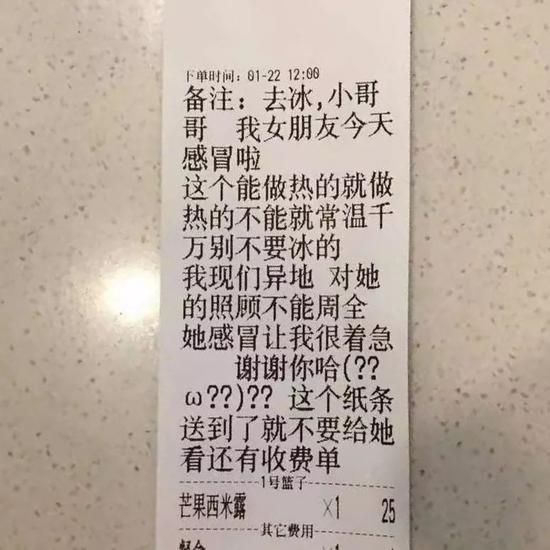 下单时间：01-22 12:00
备注：去冰,小哥
哥 我女朋友今天
感冒啦
这个能做热的就做
热的不能就常温千
万别不要冰的
我现们异地 对她
的照顾不能周全
她感冒让我很着急
谢谢你哈(??
ω??)?? 这个纸条
送到了就不要给她
看还有收费单
1号篮子
芒果西米露 ×1 25
其它费用